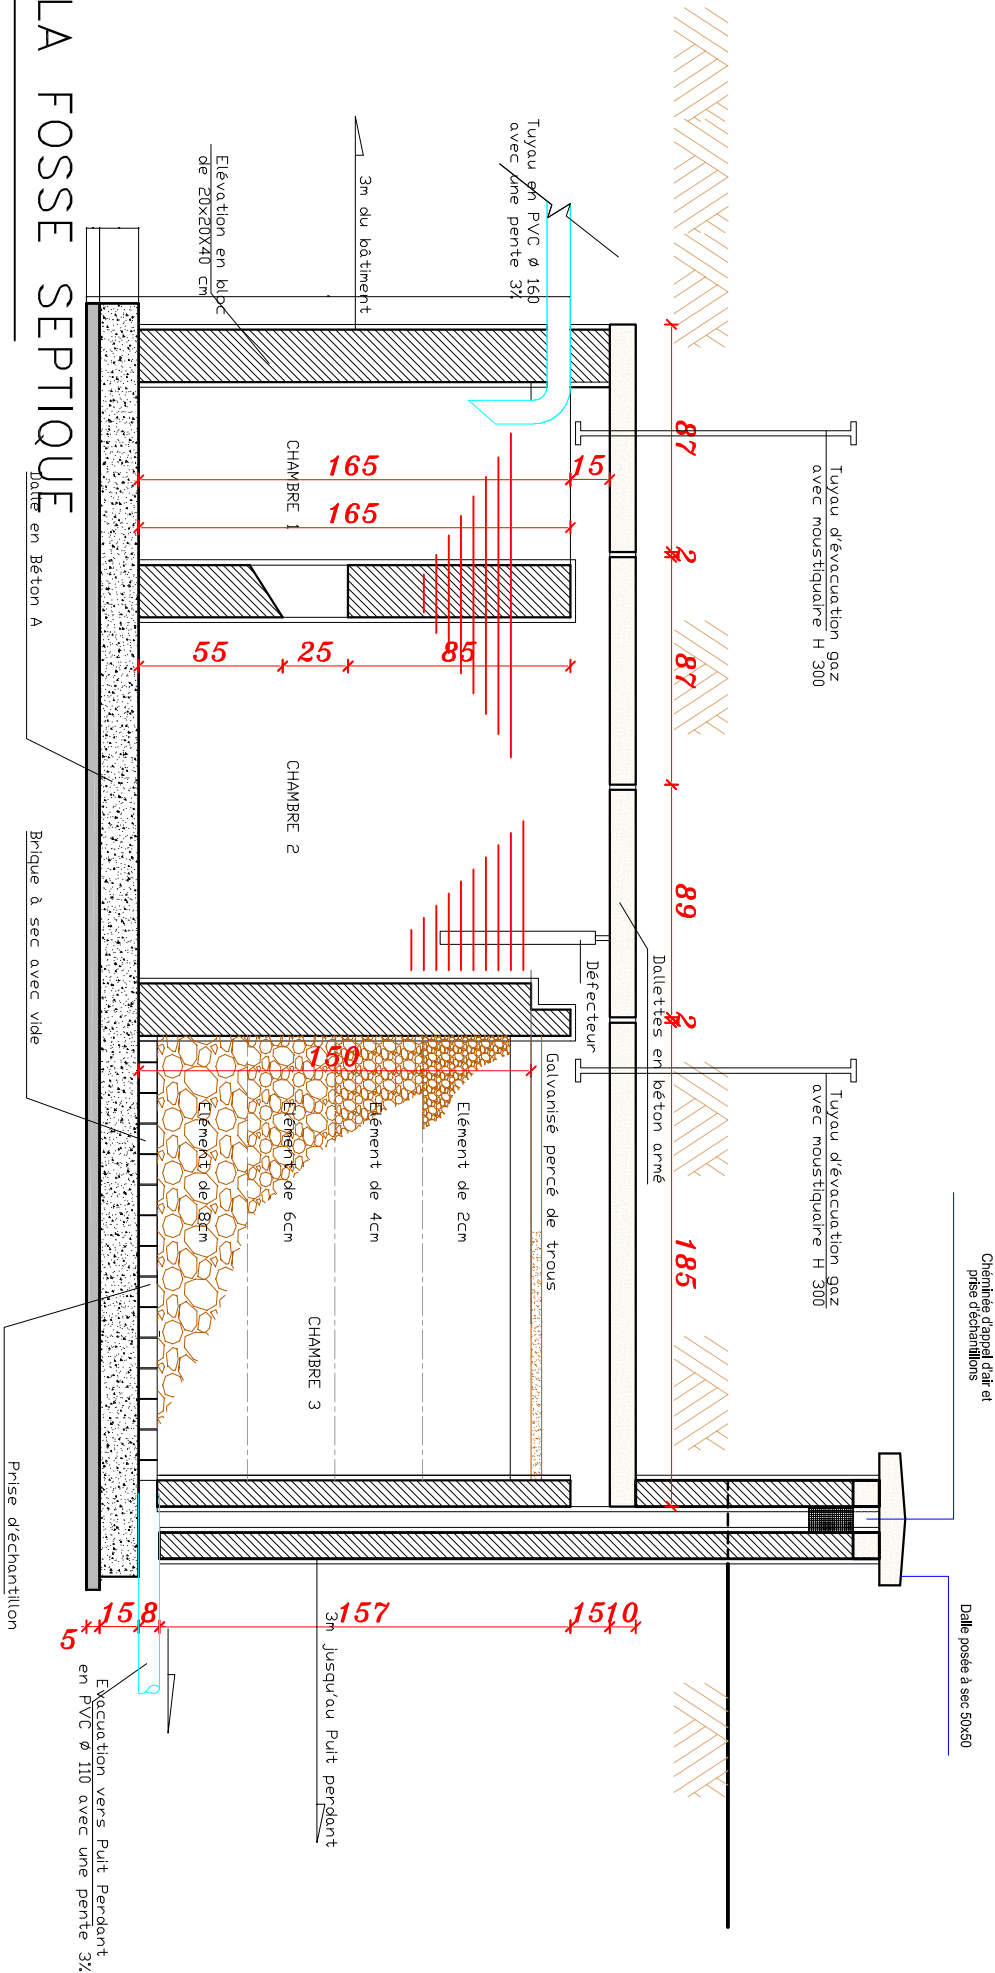 Chéminée d'appel d'air et
prise d'échantillons
Dalle posée à sec 50x50
Tuyau d'évacuation gaz
avec moustiquaire H 300
Tuyau d'évacuation gaz
avec moustiquaire H 300
87
2
87
89
2
185
Dallettes en béton armé
Défecteur
Tuyau en PVC ø 160
avec une pente 3%
Galvanisé percé de trous
15
165
165
85
25
55
150
3m du bâtiment
Elévation en bloc
de 20x20X40 cm
CHAMBRE 1
CHAMBRE 2
CHAMBRE 3
Elément de 2cm
Elément de 4cm
Elément de 6cm
Elément de 8cm
10
15
157
8
15
5
3m jusqu'au Puit perdant
Evacuation vers Puit Perdant
en PVC ø 110 avec une pente 3%
Dalle en Béton A
Brique à sec avec vide
Prise d'échantillon
LA FOSSE SEPTIQUE